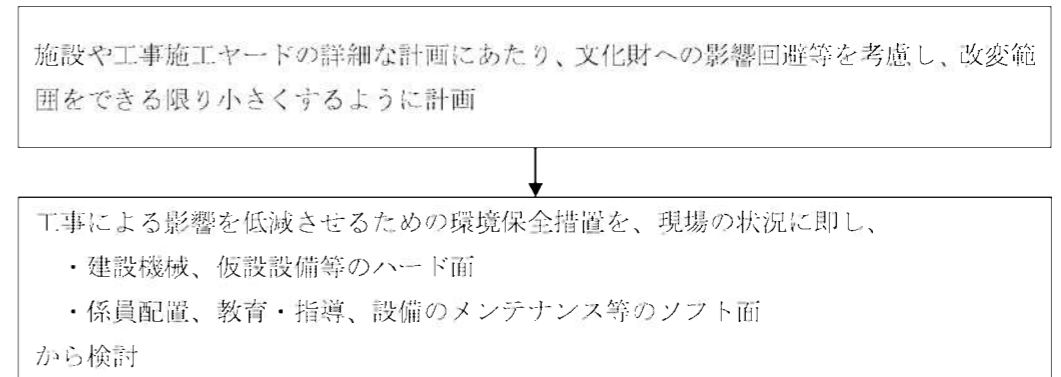 施設や工事施工ヤードの詳細な計画にあたり、文化財への影響回避等を考慮し、改変範
囲をできる限り小さくするように計画
工事による影響を低減させるための環境保全措置を、現場の状況に即し、
・建設機械、仮設設備等のハード面
・係員配置、教育・指導、設備のメンテナンス等のソフト面
から検討